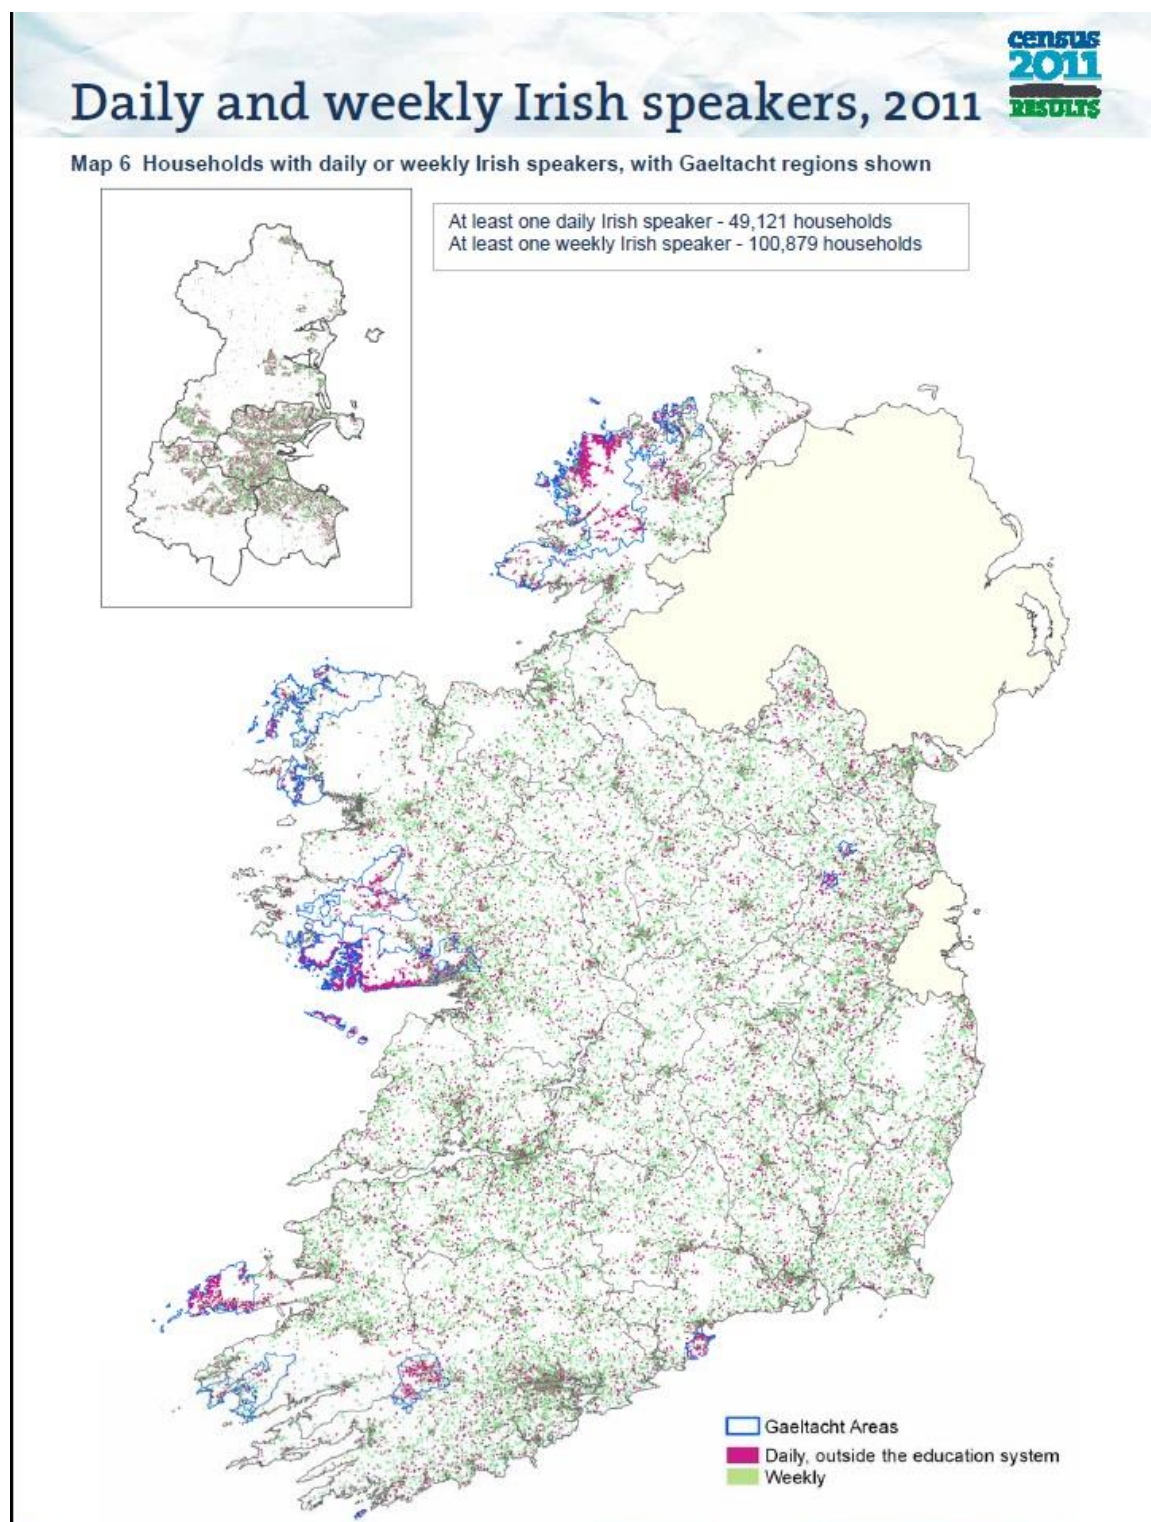 census
2011
RESULTS
Daily and weekly Irish speakers, 2011
Map 6 Households with daily or weekly Irish speakers, with Gaeltacht regions shown
At least one daily Irish speaker - 49,121 households
At least one weekly Irish speaker - 100,879 households
Gaeltacht Areas
Daily, outside the education system
Weekly